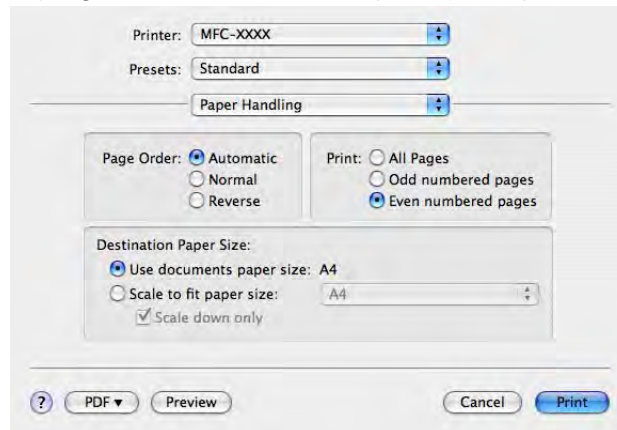 Printer: MFC-XXXX
Presets: Standard
Paper Handling
Page Order: Automatic Print: All Pages
Normal Odd numbered pages
Reverse Even numbered pages
Destination Paper Size:
Use documents paper size: A4
Scale to fit paper size: A4
Scale down only
? PDF Preview Cancel Print